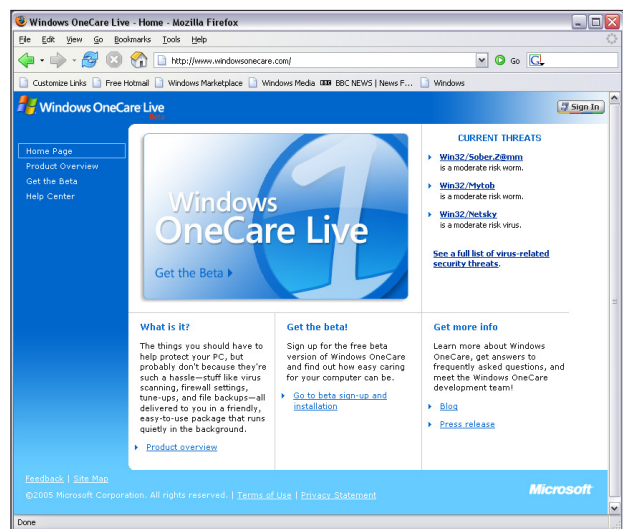 Windows OneCare Live - Home - Mozilla Firefox
File Edit View Go Bookmarks Tools Help
http://www.windowsonecare.com/ Go G
Customize Links Free Hotmail Windows Marketplace Windows Media BBC NEWS | News F... Windows
Windows OneCare Live
Beta
Sign In
Home Page
Product Overview
Get the Beta
Help Center
Windows
OneCare Live
1
Get the Beta
CURRENT THREATS
Win32/Sober.Z@mm
is a moderate risk worm.
Win32/Mytob
is a moderate risk worm.
Win32/Netsky
is a moderate risk virus.
See a full list of virus-related
security threats.
What is it?
The things you should have to
help protect your PC, but
probably don't because they're
such a hassle—stuff like virus
scanning, firewall settings,
tune-ups, and file backups—all
delivered to you in a friendly,
easy-to-use package that runs
quietly in the background.
Product overview
Get the beta!
Sign up for the free beta
version of Windows OneCare
and find out how easy caring
for your computer can be.
Go to beta sign-up and
installation
Get more info
Learn more about Windows
OneCare, get answers to
frequently asked questions, and
meet the Windows OneCare
development team!
Blog
Press release
Feedback | Site Map
©2005 Microsoft Corporation. All rights reserved. | Terms of Use | Privacy Statement
Microsoft
Done